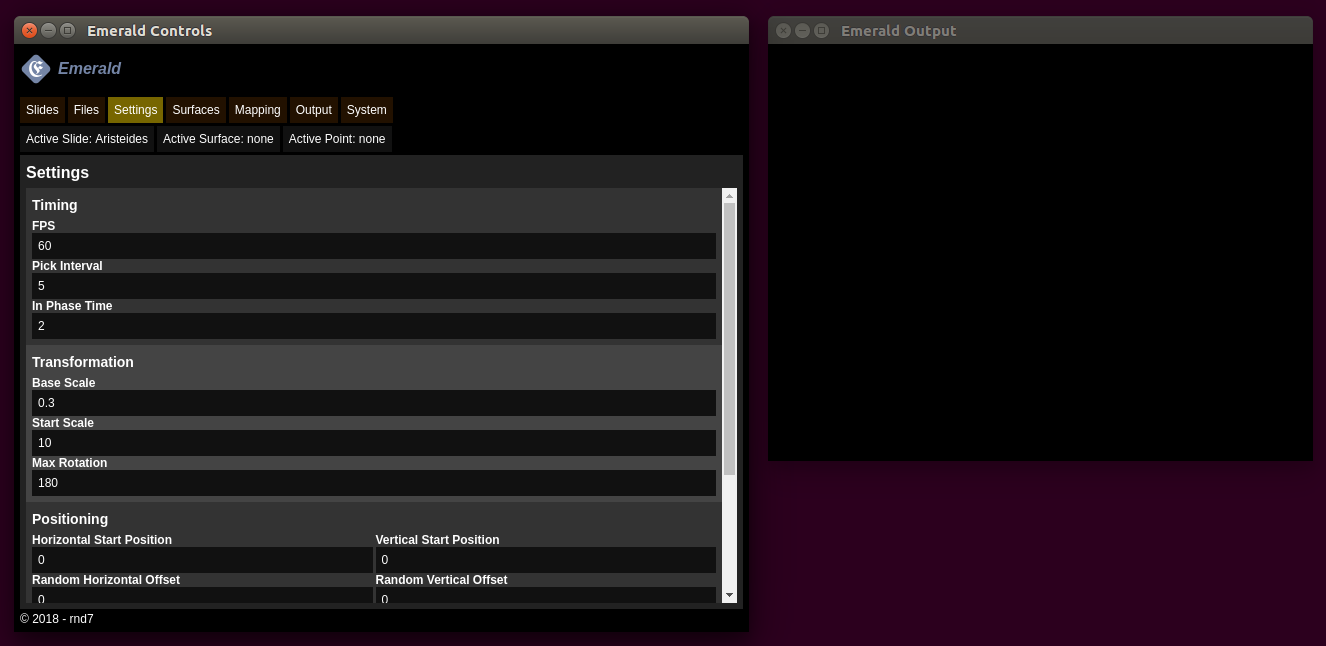 Emerald Controls
Emerald
Slides Files Settings Surfaces Mapping Output System
Active Slide: Aristeides Active Surface: none Active Point: none
Settings
Timing
FPS
60
Pick Interval
5
In Phase Time
2
Transformation
Base Scale
0.3
Start Scale
10
Max Rotation
180
Positioning
Horizontal Start Position Vertical Start Position
0 0
Random Horizontal Offset Random Vertical Offset
0 0
© 2018 - rnd7
Emerald Output